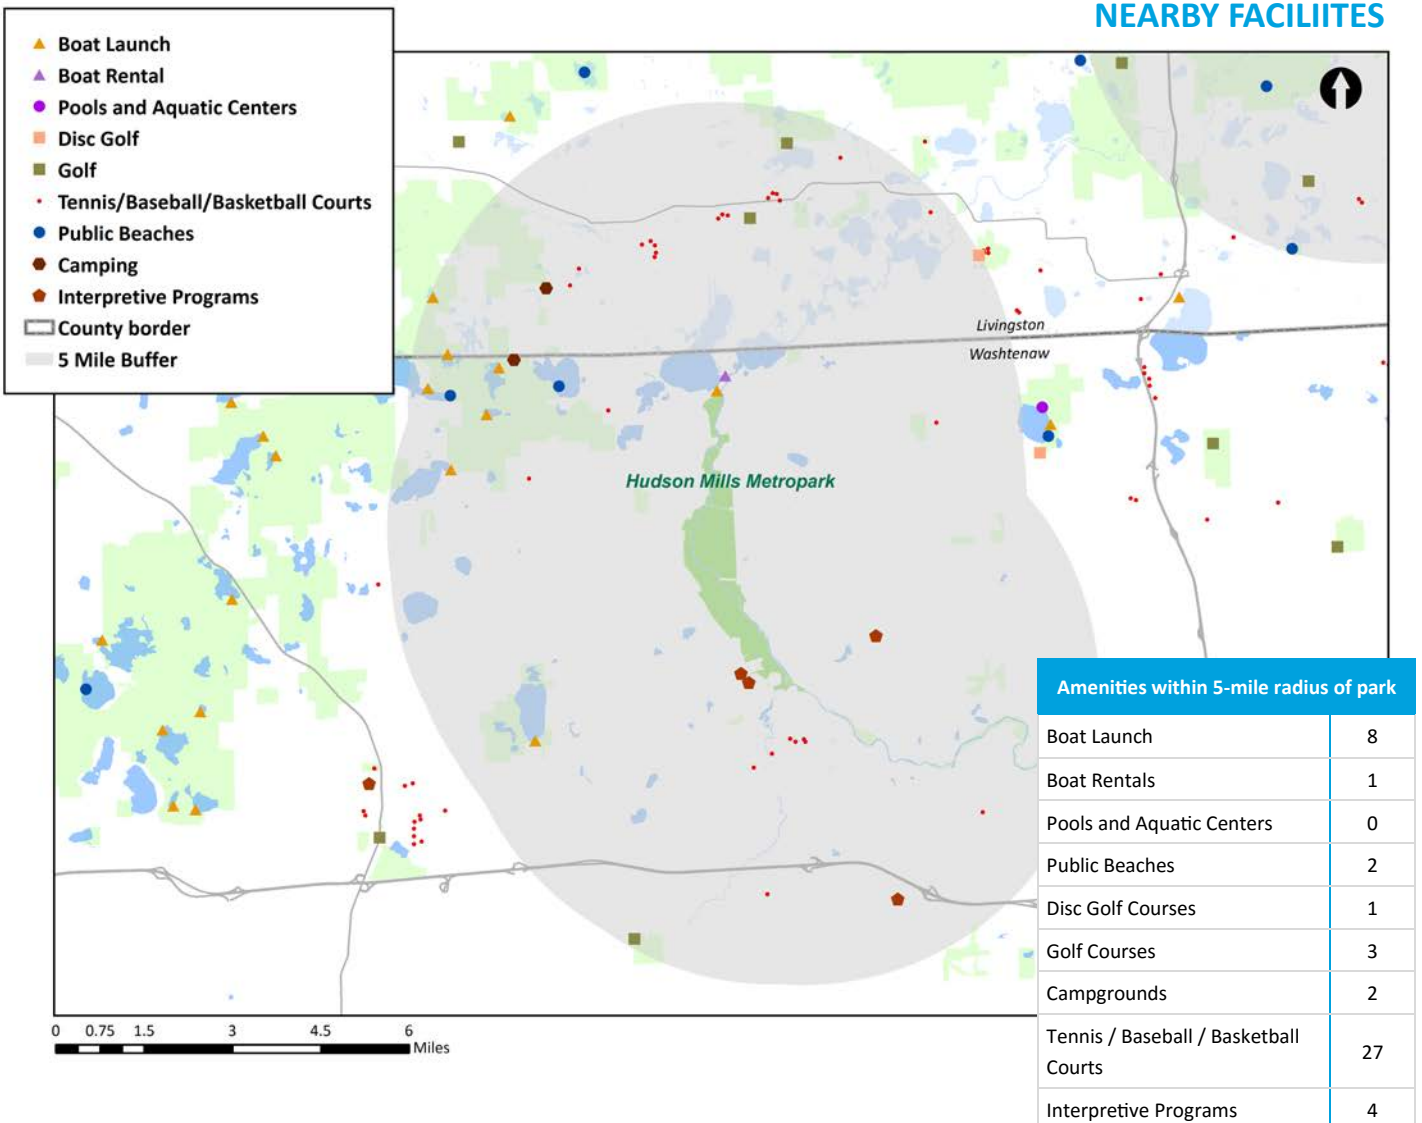 NEARBY FACILIITES
Boat Launch
Boat Rental
Pools and Aquatic Centers
Disc Golf
Golf
Tennis/Baseball/Basketball Courts
Public Beaches
Camping
Interpretive Programs
County border
5 Mile Buffer
Livingston
Washtenaw
Hudson Mills Metropark
Amenities within 5-mile radius of park
Boat Launch 8
Boat Rentals 1
Pools and Aquatic Centers 0
Public Beaches 2
Disc Golf Courses 1
Golf Courses 3
Campgrounds 2
Tennis / Baseball / Basketball
Courts 27
Interpretive Programs 4
0 0.75 1.5 3 4.5 6
Miles